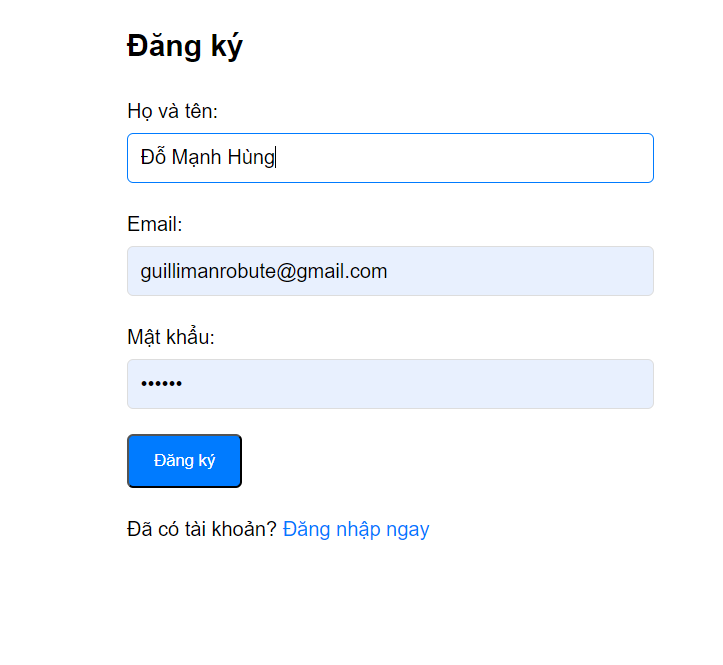 Đăng ký
Họ và tên:
Đỗ Mạnh Hùng
Email:
guillimanrobute@gmail.com
Mật khẩu:
••••••
Đăng ký
Đã có tài khoản? Đăng nhập ngay